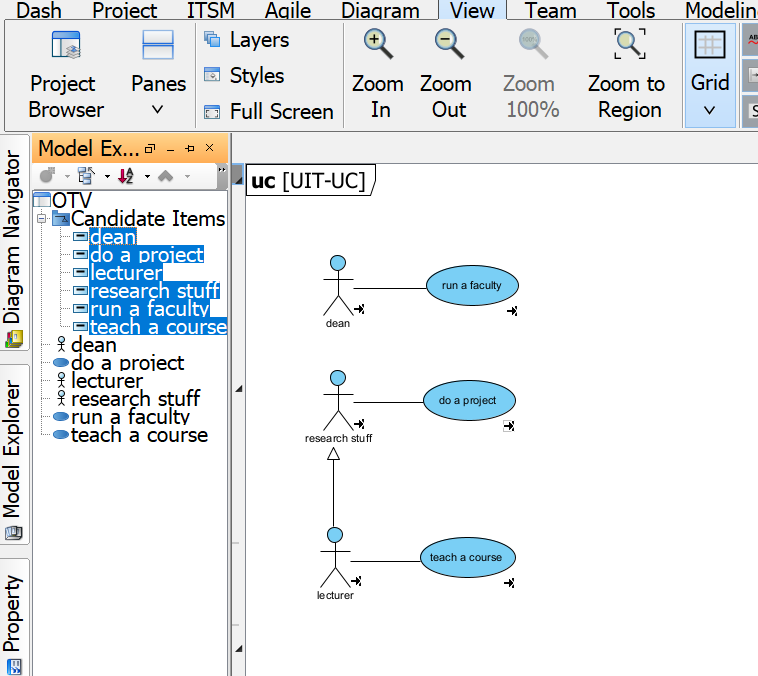 Dash Project ITSM Agile Diagram View Team Tools Modelin
Layers
Styles
Full Screen
Project Browser
Panes
Zoom In
Zoom Out
Zoom 100%
Zoom to Region
Grid
Model Ex...
Diagram Navigator
Model Explorer
Property
OTV
Candidate Items
dean
do a project
lecturer
research stuff
run a faculty
teach a course
dean
do a project
lecturer
research stuff
run a faculty
teach a course
uc [UIT-UC]
run a faculty
dean
do a project
research stuff
teach a course
lecturer